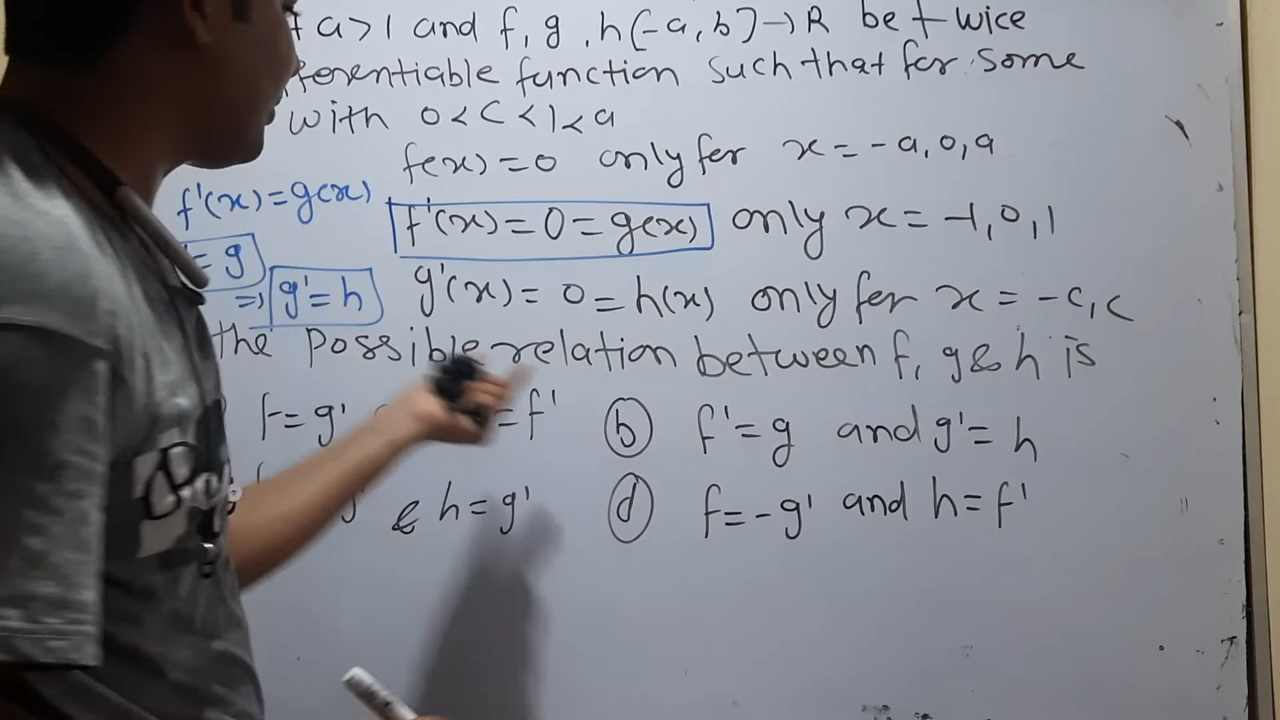 a>1 and f, g, h[-a, b]→R be twice
ferentiable function such that for some
with 0<C<1<a
f(x)=0 only for x=-a,0,a
f'(x)=g(x)
f'(x)=0=g(x) only x=-1,0,1
=g
⇒ g'=h g'(x)=0=h(x) only for x=-c,c
the possible relation between f, g & h is
f=g' =f' (b) f'=g and g'=h
& h=g' (d) f=-g' and h=f'